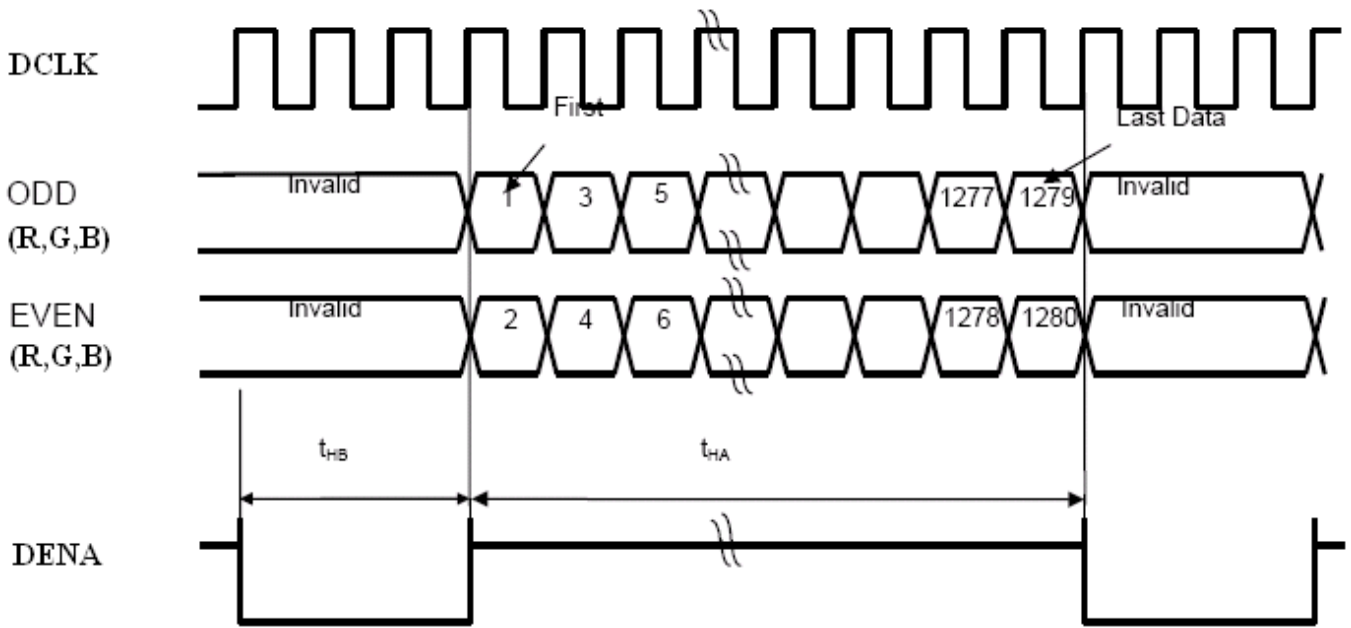 DCLK
First
Last Data
ODD
(R,G,B)
Invalid
1
3
5
1277
1279
Invalid
EVEN
(R,G,B)
Invalid
2
4
6
1278
1280
Invalid
tHB
tHA
DENA